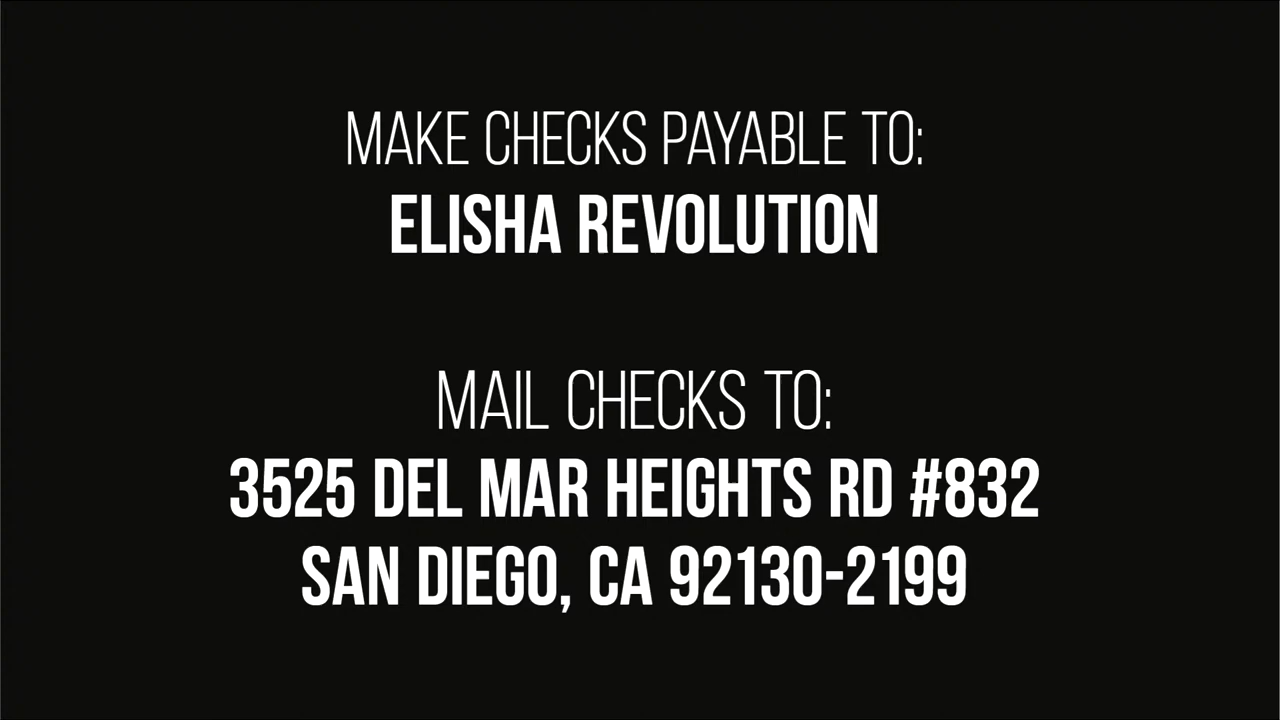 MAKE CHECKS PAYABLE TO:
ELISHA REVOLUTION
MAIL CHECKS TO:
3525 DEL MAR HEIGHTS RD #832
SAN DIEGO, CA 92130-2199